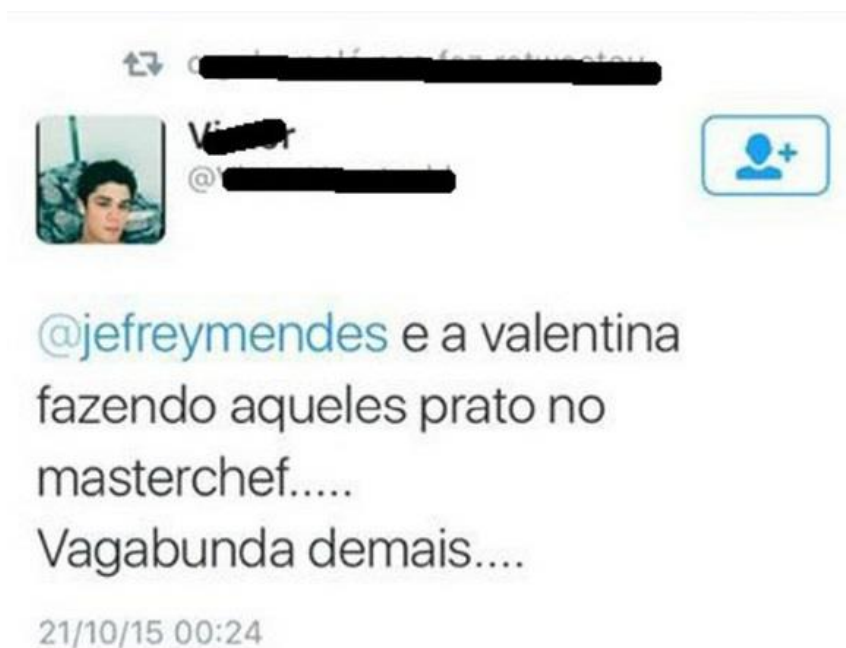 @jefreymendes e a valentina
fazendo aqueles prato no
masterchef.....
Vagabunda demais....
21/10/15 00:24